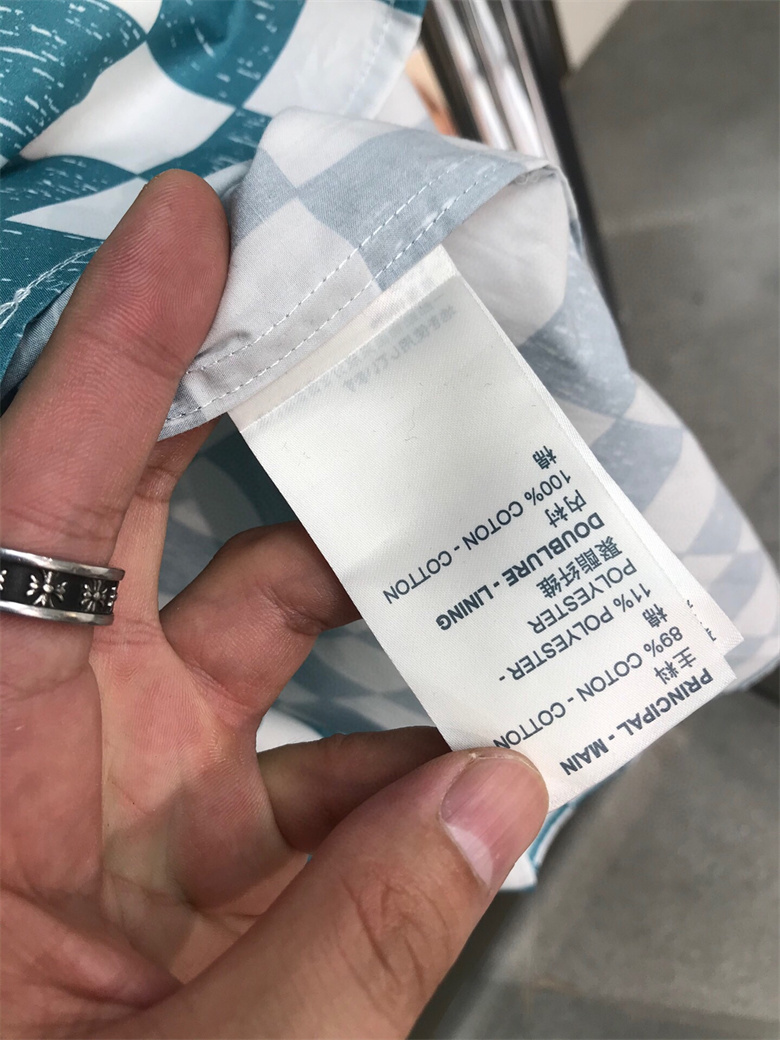 PRINCIPAL - MAIN
主料
89% COTON - COTTON
棉
11% POLYESTER -
POLYESTER
聚酯纤维
DOUBLURE - LINING
内衬
100% COTON - COTTON
棉